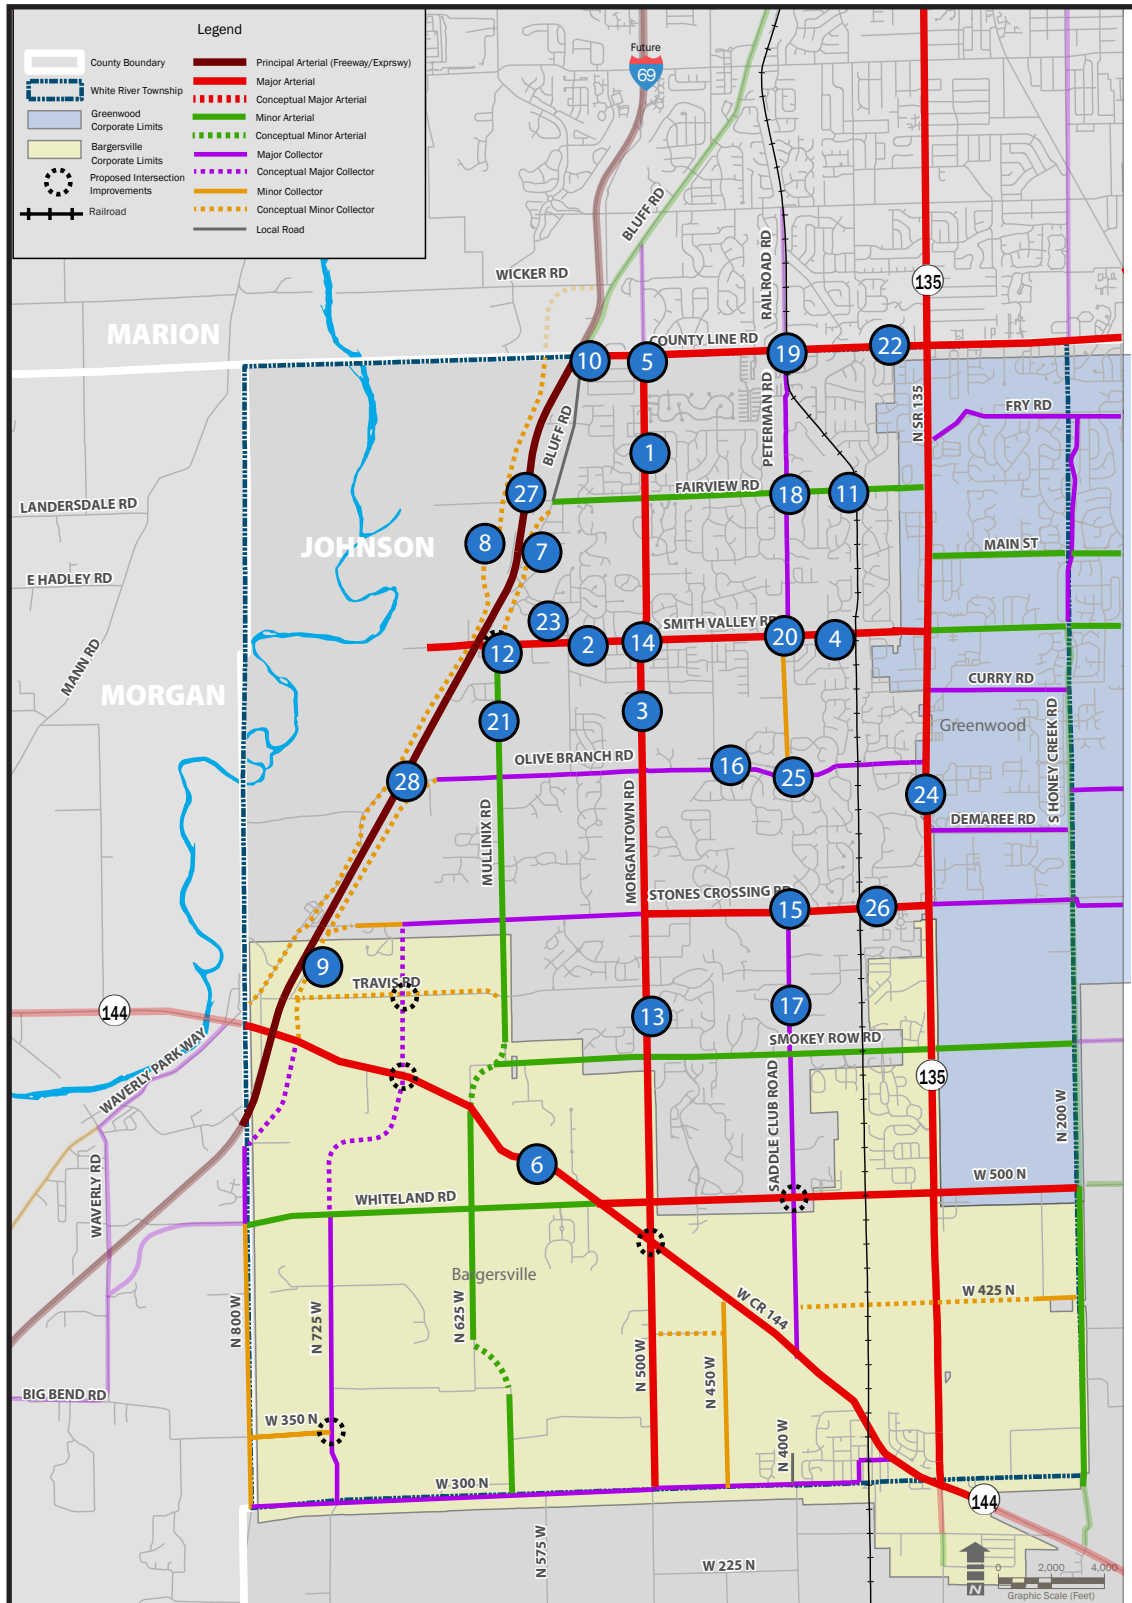 Legend
County Boundary
White River Township
Greenwood
Corporate Limits
Bargersville
Corporate Limits
Proposed Intersection
Improvements
Railroad
Principal Arterial (Freeway/Exprswy)
Major Arterial
Conceptual Major Arterial
Minor Arterial
Conceptual Minor Arterial
Major Collector
Conceptual Major Collector
Minor Collector
Conceptual Minor Collector
Local Road
Future
69
BLUFF RD
WICKER RD
RAILROAD RD
135
MARION
COUNTY LINE RD
10
5
19
22
PETERMAN RD
N SR 135
FRY RD
BLUFF RD
1
27
FAIRVIEW RD
18
11
LANDERSDALE RD
JOHNSON
8
7
MAIN ST
E HADLEY RD
23
SMITH VALLEY RD
12
2
14
20
4
MANN RD
MORGAN
CURRY RD
21
3
Greenwood
S HONEY CREEK RD
OLIVE BRANCH RD
16
25
28
24
MULLINIX RD
MORGANTOWN RD
DEMAREE RD
STONES CROSSING RD
15
26
9
TRAVIS RD
144
13
17
SMOKEY ROW RD
WAVERLY PARK WAY
135
SADDLE CLUB ROAD
N 200 W
6
W 500 N
WAVERLY RD
WHITELAND RD
Bargersville
W CR 144
W 425 N
N 800 W
N 725 W
N 625 W
N 500 W
N 450 W
BIG BEND RD
W 350 N
N 400 W
W 300 N
144
N 575 W
W 225 N
N
0 2,000 4,000
Graphic Scale (Feet)